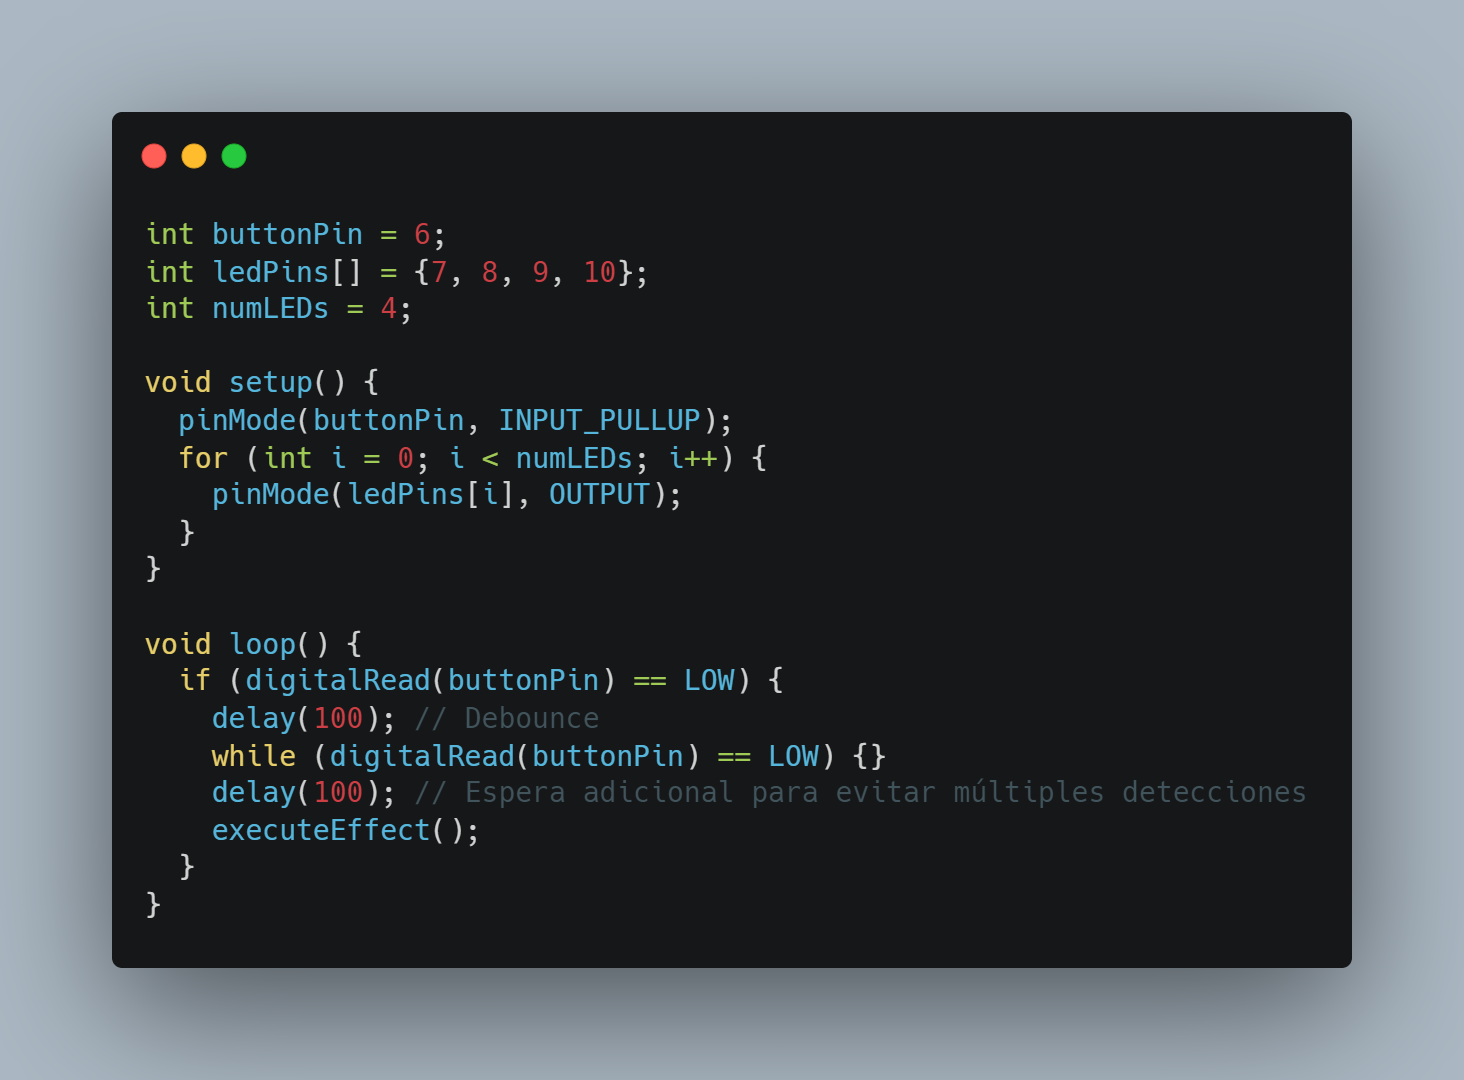 int buttonPin = 6;
int ledPins[] = {7, 8, 9, 10};
int numLEDs = 4;

void setup() {
  pinMode(buttonPin, INPUT_PULLUP);
  for (int i = 0; i < numLEDs; i++) {
    pinMode(ledPins[i], OUTPUT);
  }
}

void loop() {
  if (digitalRead(buttonPin) == LOW) {
    delay(100); // Debounce
    while (digitalRead(buttonPin) == LOW) {}
    delay(100); // Espera adicional para evitar múltiples detecciones
    executeEffect();
  }
}